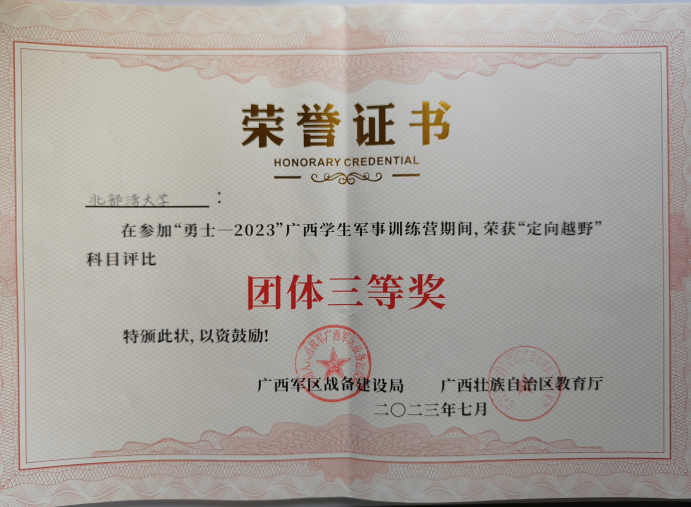 荣誉证书
HONORARY CREDENTIAL
北部湾大学：
在参加“勇士—2023”广西学生军事训练营期间，荣获“定向越野”
科目评比
团体三等奖
特颁此状，以资鼓励！
广西军区战备建设局 广西壮族自治区教育厅
二〇二三年七月